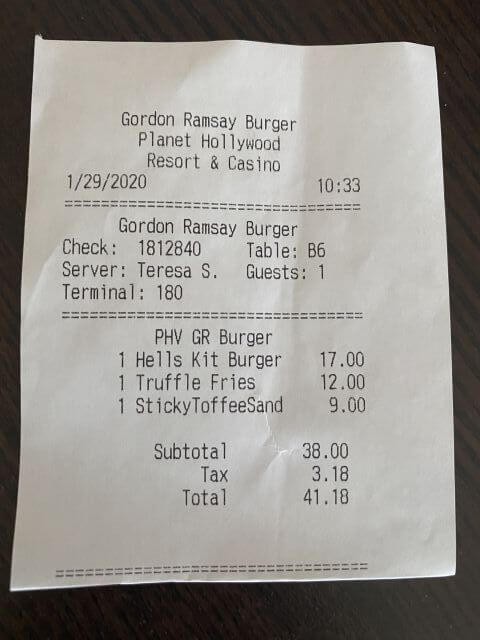 Gordon Ramsay Burger
Planet Hollywood
Resort & Casino
1/29/2020 10:33
================================
Gordon Ramsay Burger
Check: 1812840 Table: B6
Server: Teresa S. Guests: 1
Terminal: 180
================================
PHV GR Burger
1 Hells Kit Burger 17.00
1 Truffle Fries 12.00
1 StickyToffeeSand 9.00
Subtotal 38.00
Tax 3.18
Total 41.18
================================